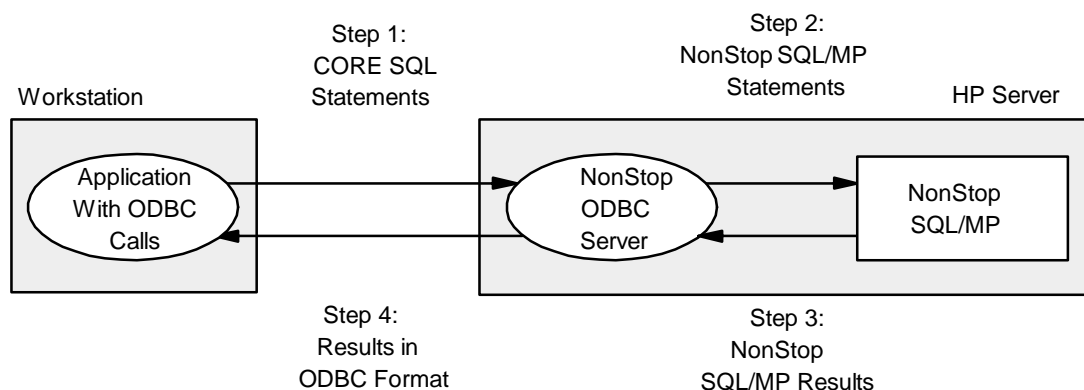 Step 1:
CORE SQL
Statements
Step 2:
NonStop SQL/MP
Statements
Workstation
HP Server
Application
With ODBC
Calls
NonStop
ODBC
Server
NonStop
SQL/MP
Step 4:
Results in
ODBC Format
Step 3:
NonStop
SQL/MP Results